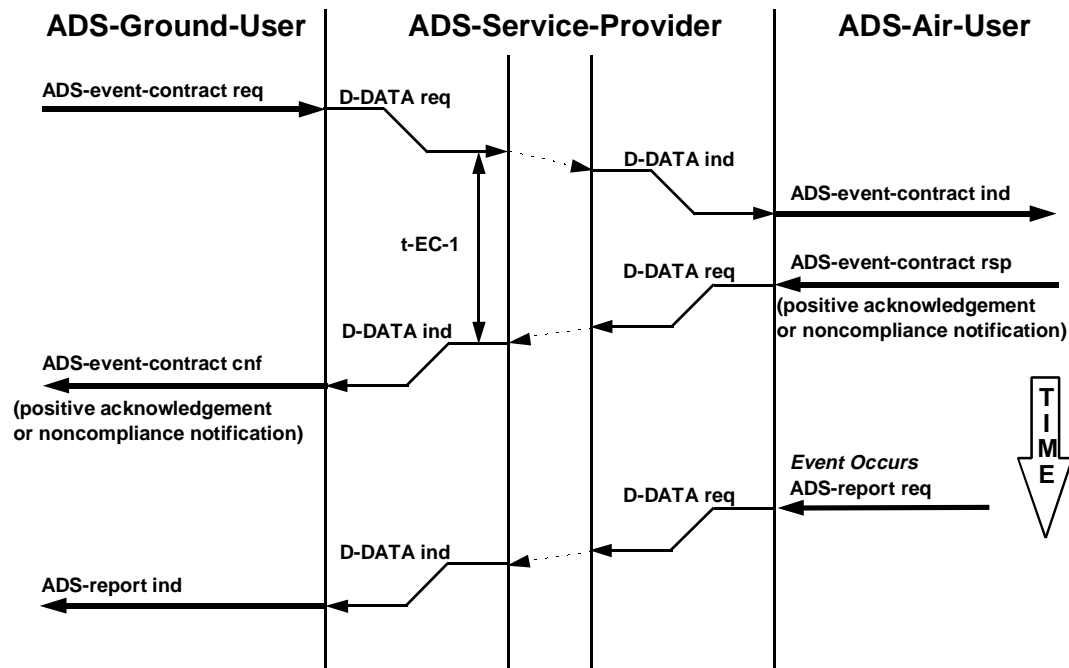 ADS-Ground-User
ADS-Service-Provider
ADS-Air-User
ADS-event-contract req
D-DATA req
D-DATA ind
ADS-event-contract ind
t-EC-1
D-DATA req
ADS-event-contract rsp
(positive acknowledgement
or noncompliance notification)
D-DATA ind
ADS-event-contract cnf
(positive acknowledgement
or noncompliance notification)
TIME
Event Occurs
ADS-report req
D-DATA req
D-DATA ind
ADS-report ind